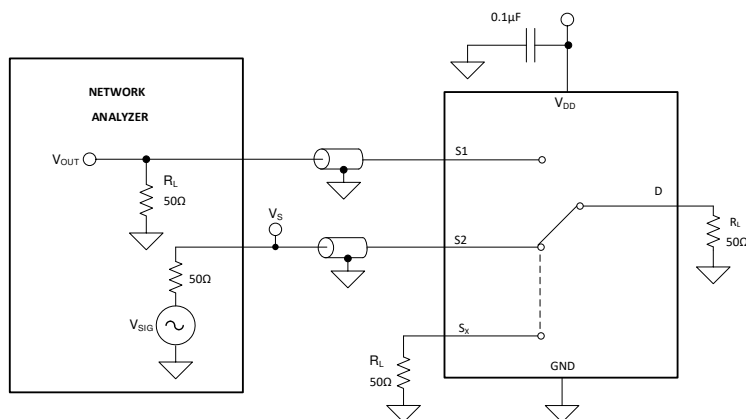 0.1µF
NETWORK
ANALYZER
VDD
VOUT
S1
RL
50Ω
VS
D
S2
RL
50Ω
50Ω
VSIG
SX
RL
50Ω
GND